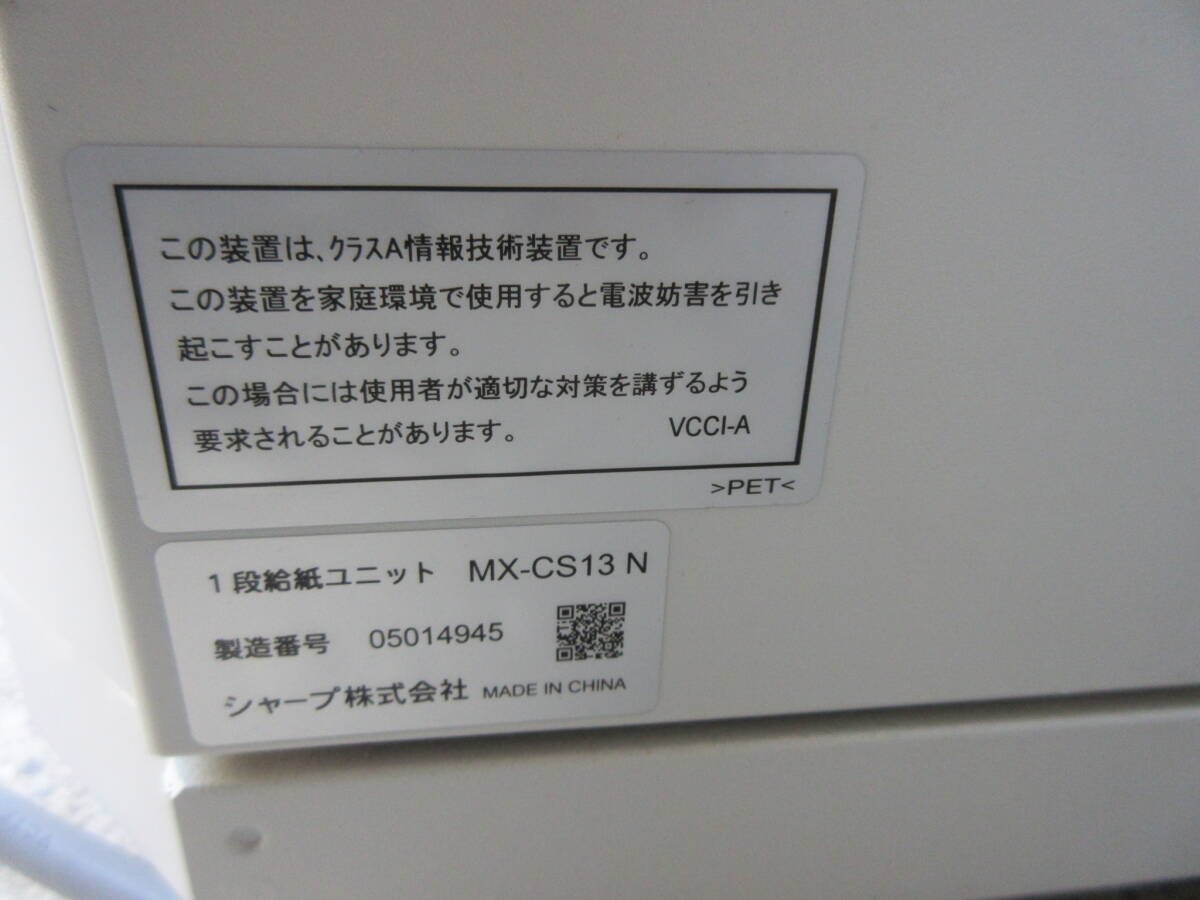 この装置は、クラスA情報技術装置です。
この装置を家庭環境で使用すると電波妨害を引き
起こすことがあります。
この場合には使用者が適切な対策を講ずるよう
要求されることがあります。 VCCI-A
>PET<
1段給紙ユニット MX-CS13 N
製造番号 05014945
シャープ株式会社 MADE IN CHINA